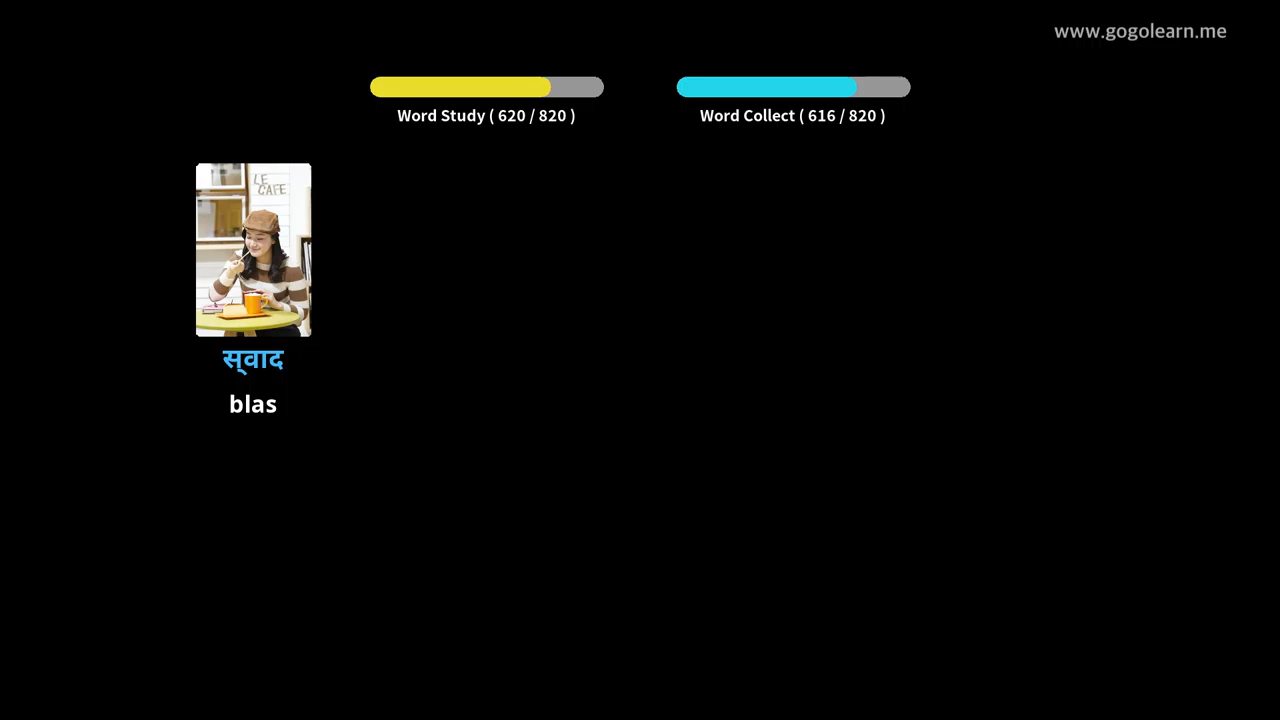 www.gogolearn.me
Word Study ( 620 / 820 )
Word Collect ( 616 / 820 )
LE
CAFE
स्वाद
blas